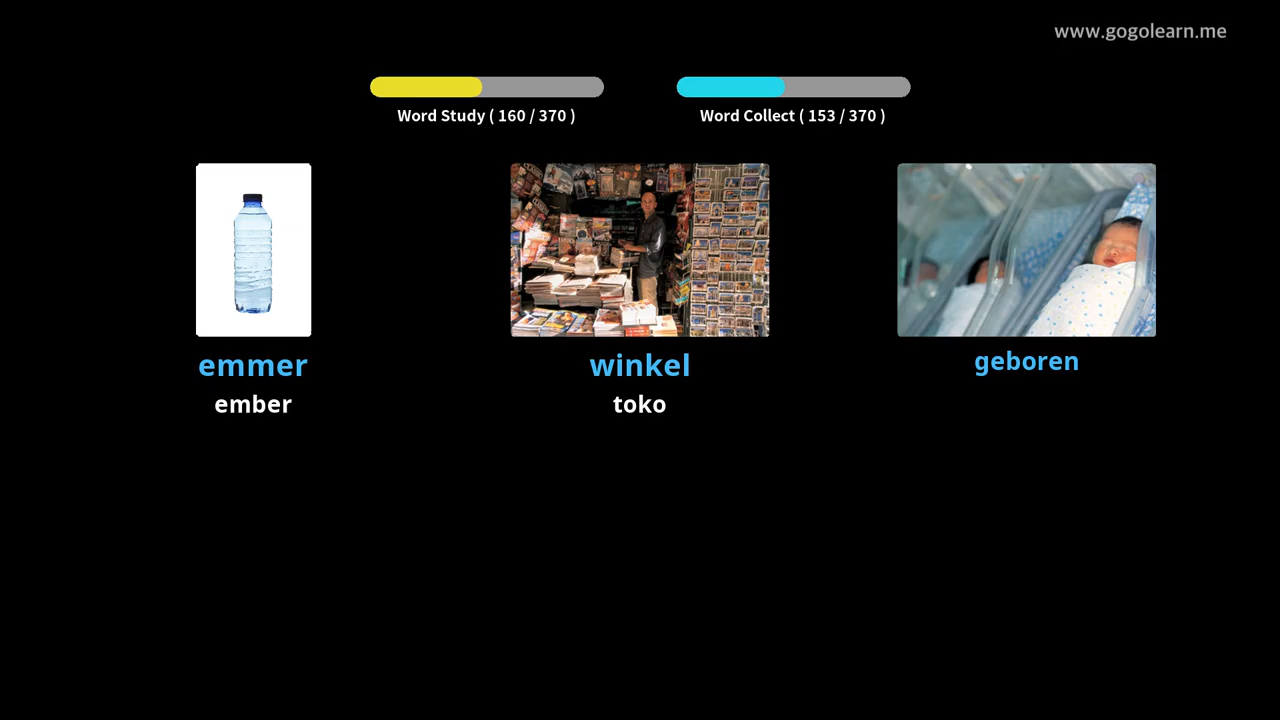 www.gogolearn.me
Word Study ( 160 / 370 )
Word Collect ( 153 / 370 )
emmer
winkel
geboren
ember
toko